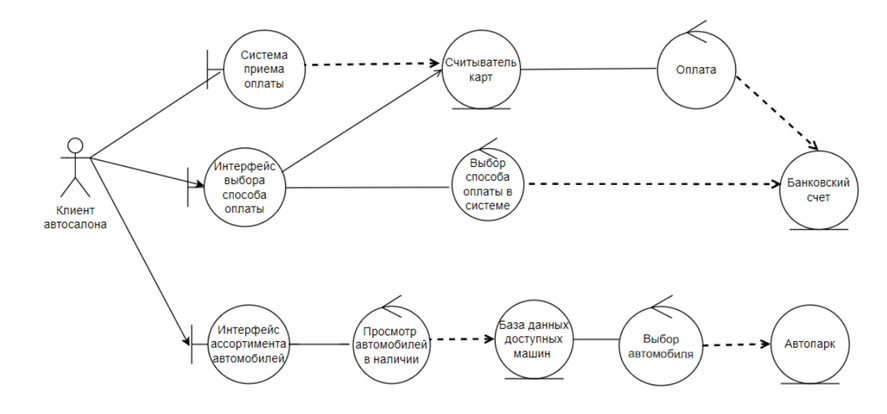 Система
приема
оплаты
Считыватель
карт
Оплата
Клиент
автосалона
Интерфейс
выбора
способа
оплаты
Выбор
способа
оплаты в
системе
Банковский
счет
Интерфейс
ассортимента
автомобилей
Просмотр
автомобилей
в наличии
База данных
доступных
машин
Выбор
автомобиля
Автопарк